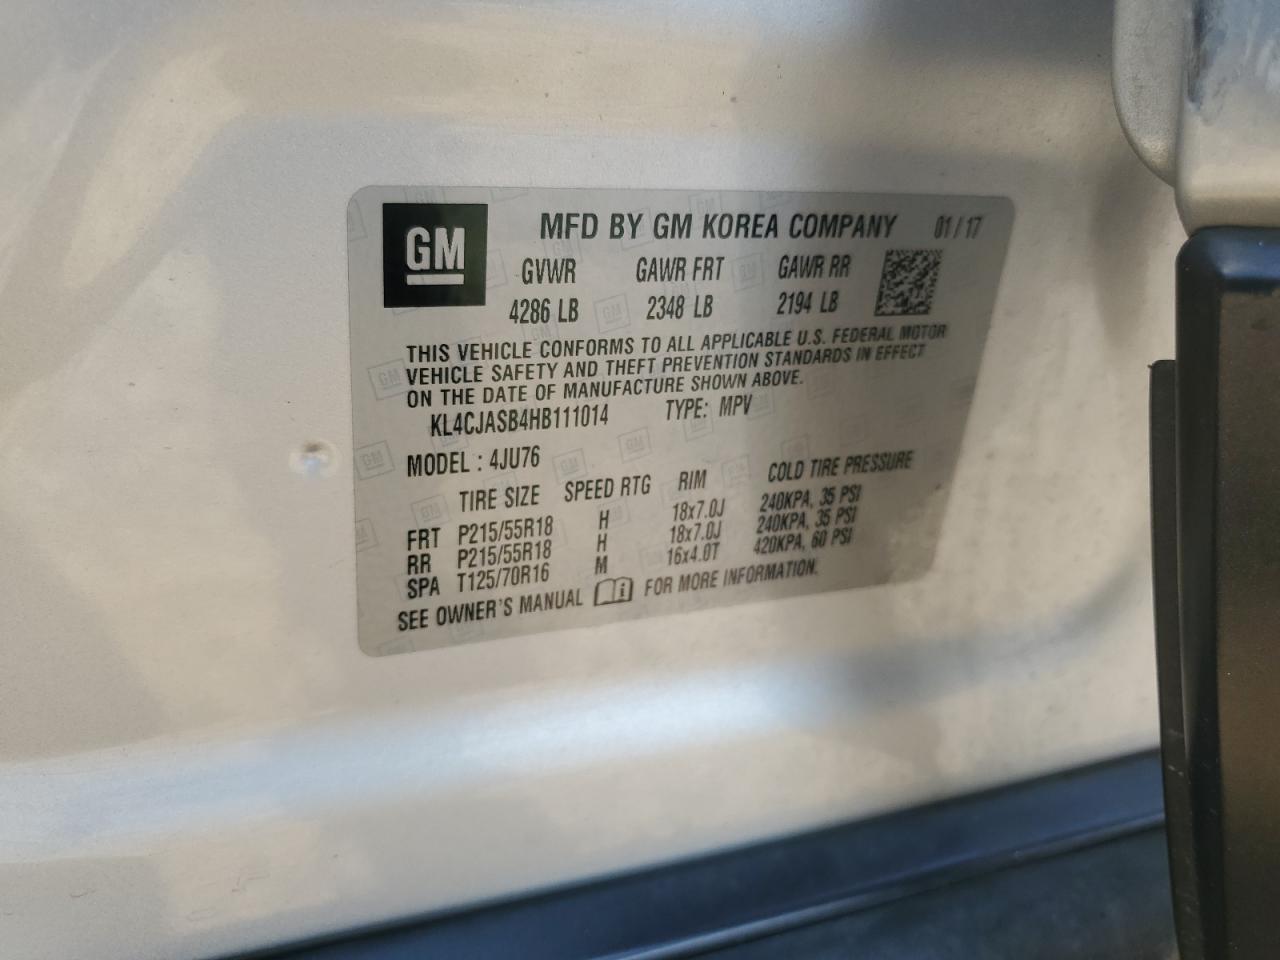 GM
MFD BY GM KOREA COMPANY 01/17
GVWR GAWR FRT GAWR RR
4286 LB 2348 LB 2194 LB
THIS VEHICLE CONFORMS TO ALL APPLICABLE U.S. FEDERAL MOTOR
VEHICLE SAFETY AND THEFT PREVENTION STANDARDS IN EFFECT
ON THE DATE OF MANUFACTURE SHOWN ABOVE.
KL4CJASB4HB111014 TYPE: MPV
MODEL : 4JU76
TIRE SIZE SPEED RTG RIM COLD TIRE PRESSURE
FRT P215/55R18 H 18x7.0J 240KPA, 35 PSI
RR P215/55R18 H 18x7.0J 240KPA, 35 PSI
SPA T125/70R16 M 16x4.0T 420KPA, 60 PSI
SEE OWNER'S MANUAL i FOR MORE INFORMATION.